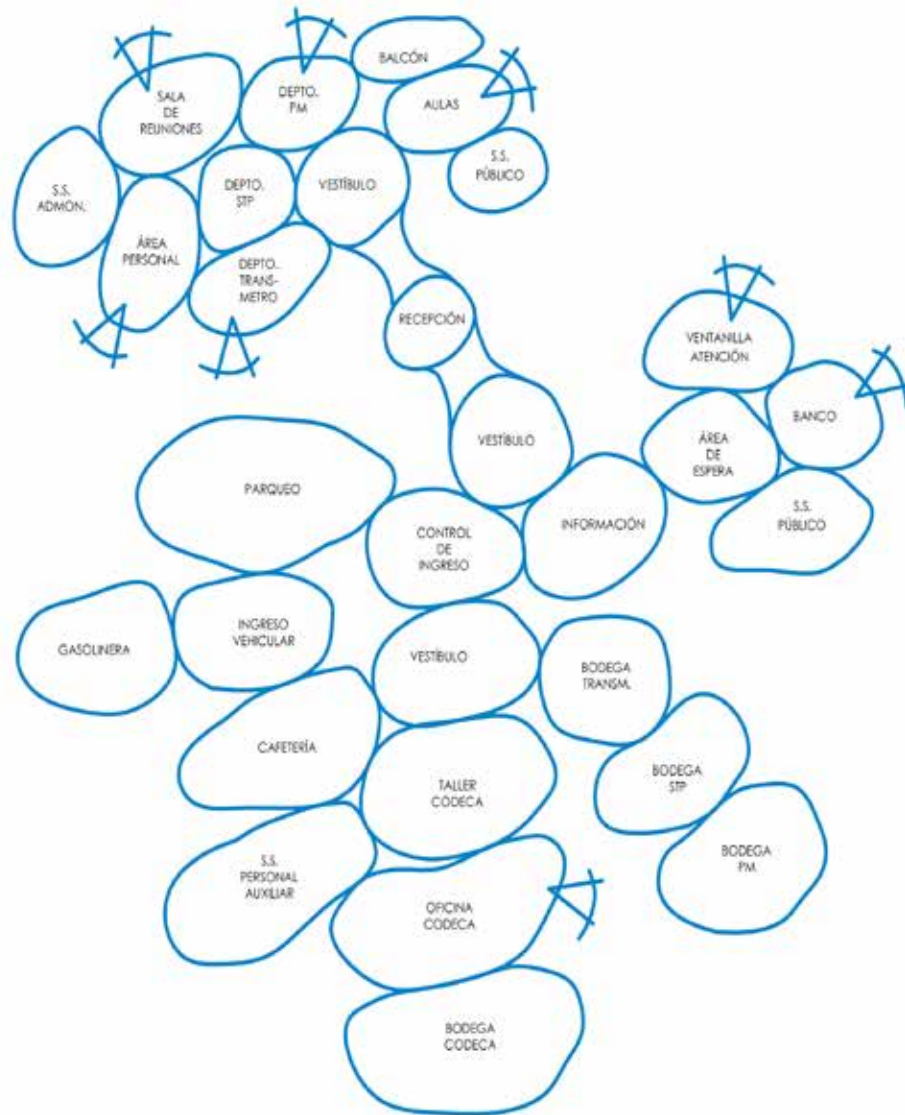 BALCÓN
SALA
DE
REUNIONES
DEPTO.
PM
AULAS
S.S.
PÚBLICO
S.S.
ADMON.
DEPTO.
STP
VESTÍBULO
ÁREA
PERSONAL
DEPTO.
TRANS-
METRO
RECEPCIÓN
VENTANILLA
ATENCIÓN
BANCO
VESTÍBULO
ÁREA
DE
ESPERA
PARQUEO
S.S.
PÚBLICO
CONTROL
DE
INGRESO
INFORMACIÓN
GASOLINERA
INGRESO
VEHICULAR
VESTÍBULO
BODEGA
TRANSM.
CAFETERÍA
TALLER
CODECA
BODEGA
STP
BODEGA
PM
S.S.
PERSONAL
AUXILIAR
OFICINA
CODECA
BODEGA
CODECA